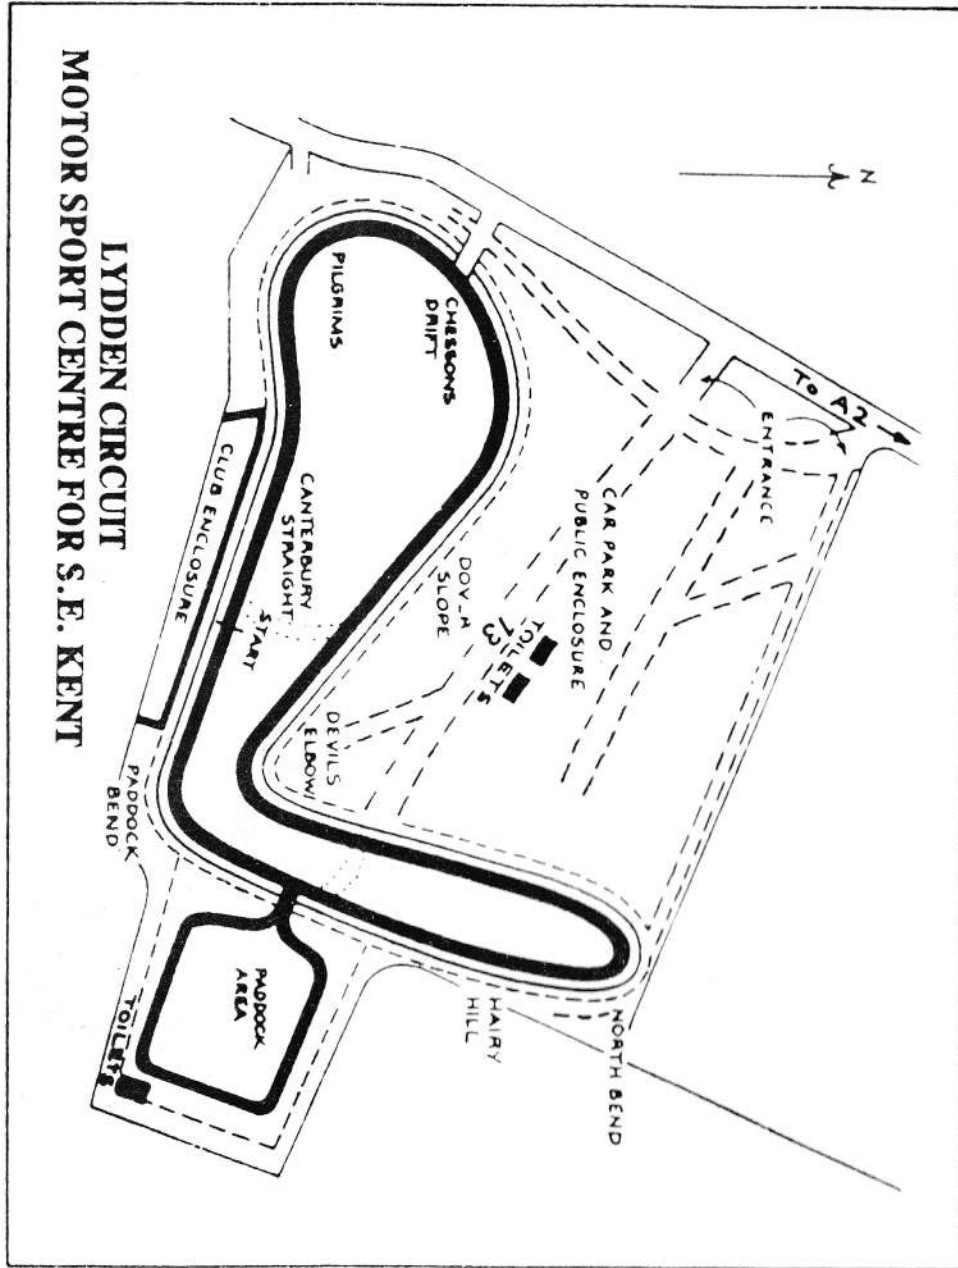 N
To A2
ENTRANCE
CAR PARK AND
PUBLIC ENCLOSURE
TOILETS
CHESSONS
DRIFT
PILGRIMS
SLOPE
DEVILS
ELBOW
CANTERBURY
STRAIGHT
START
CLUB ENCLOSURE
PADDOCK
BEND
NORTH BEND
HAIRY
HILL
PADDOCK
AREA
TOILETS
LYDDEN CIRCUIT
MOTOR SPORT CENTRE FOR S.E. KENT